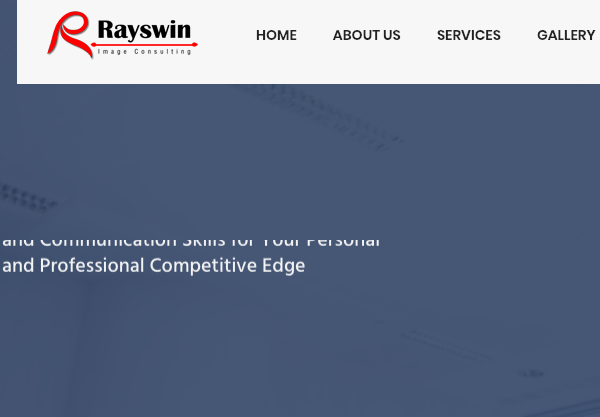 Rayswin
Image Consulting
HOME
ABOUT US
SERVICES
GALLERY
and Communication Skills for Your Personal
and Professional Competitive Edge